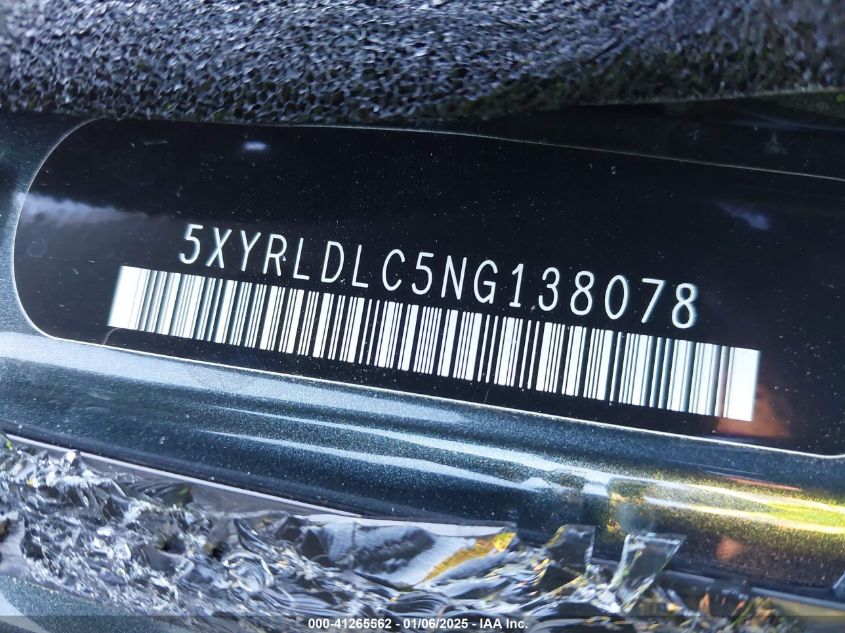 5XYRLDLC5NG138078
000-41265562 - 01/06/2025 - IAA Inc.